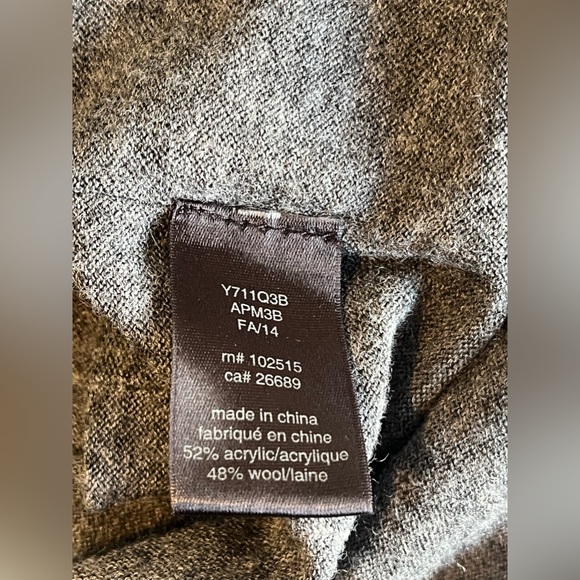 Y711Q3B
APM3B
FA/14
m# 102515
ca# 26689
made in china
fabriqué en chine
52% acrylic/acrylique
48% wool/laine